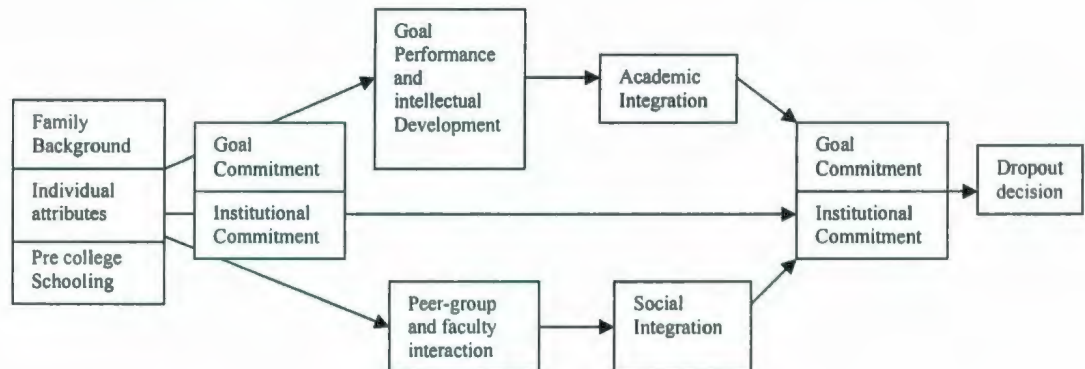 Family
Background
Individual
attributes
Pre college
Schooling
Goal
Commitment
Institutional
Commitment
Goal
Performance
and
intellectual
Development
Academic
Integration
Peer-group
and faculty
interaction
Social
Integration
Goal
Commitment
Institutional
Commitment
Dropout
decision